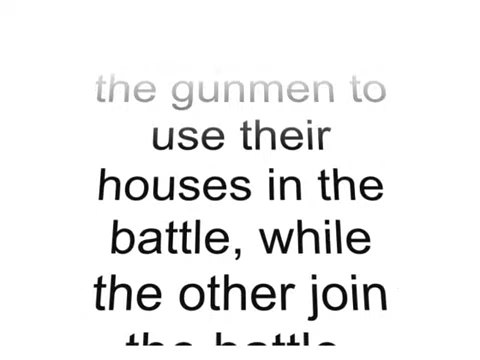 the gunmen to
use their
houses in the
battle, while
the other join
the battle